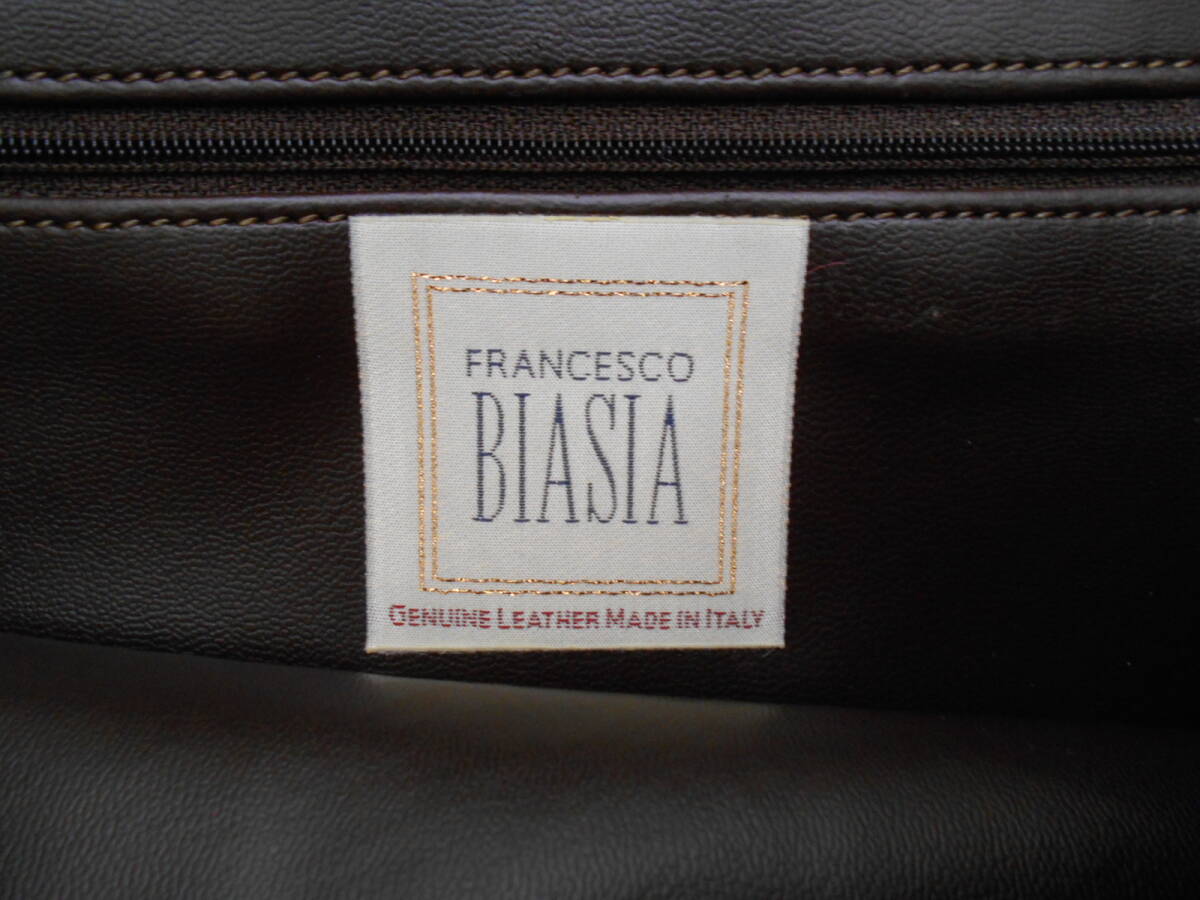 FRANCESCO
BIASIA
GENUINE LEATHER MADE IN ITALY